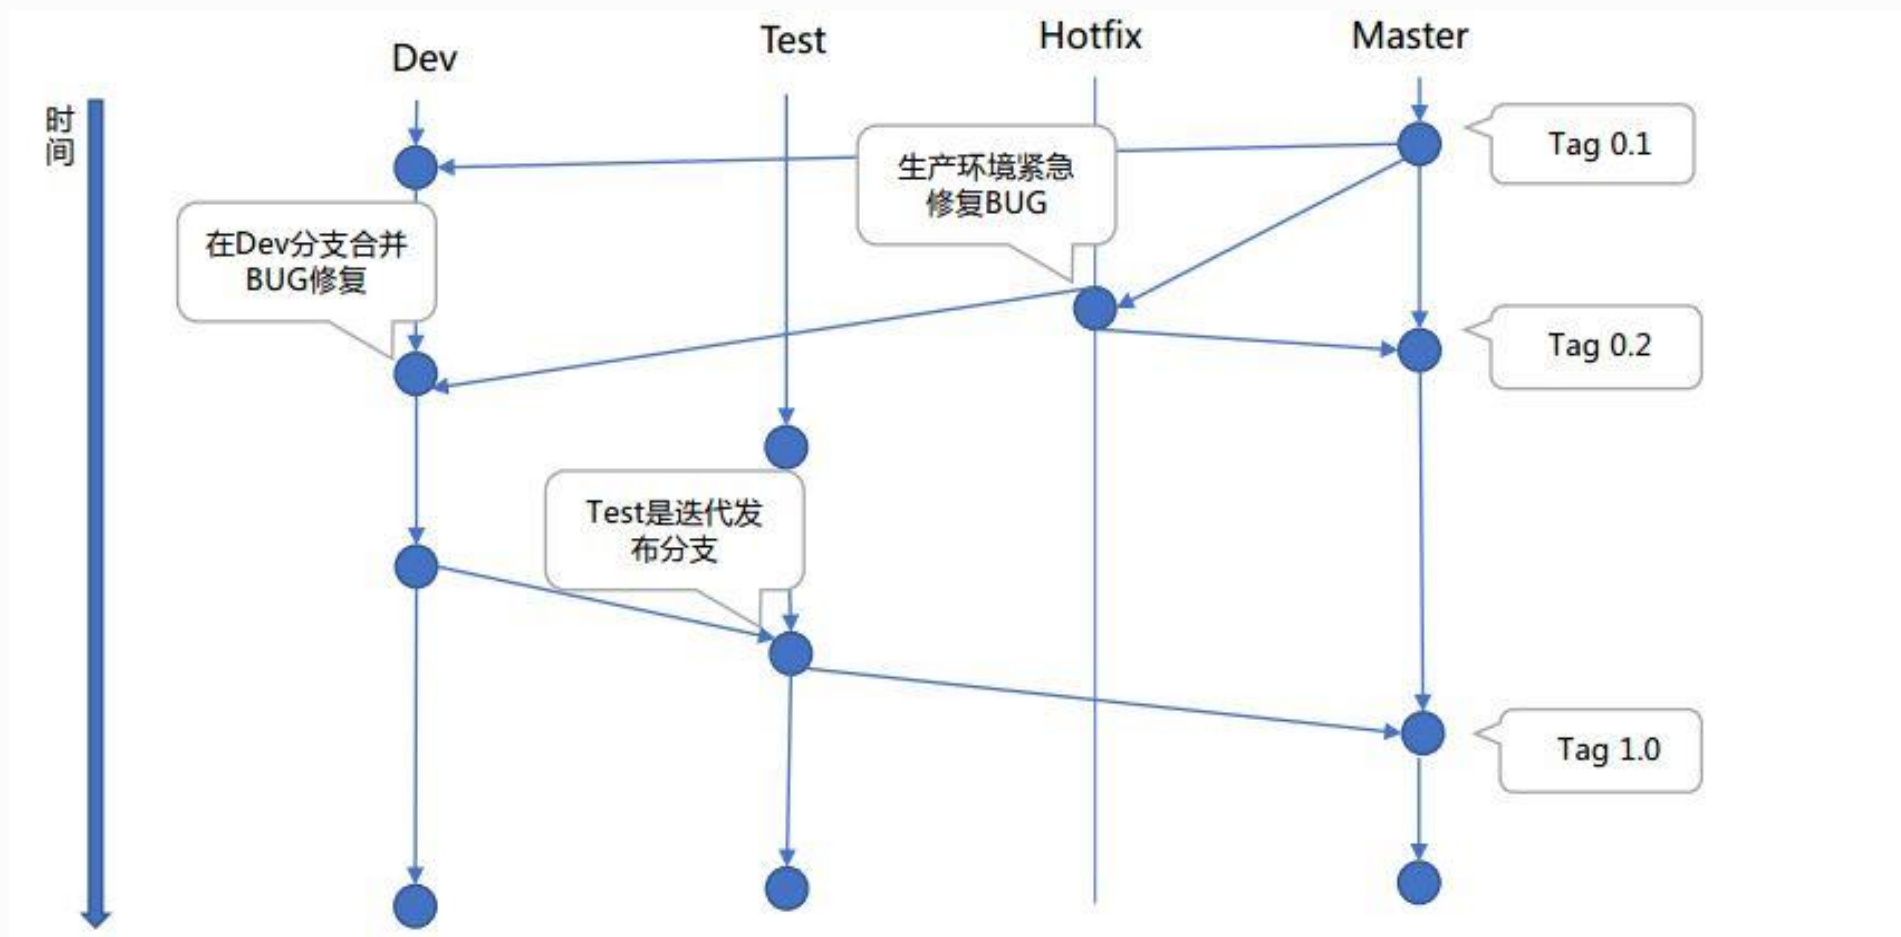 Dev
Test
Hotfix
Master
时
间
Tag 0.1
生产环境紧急
修复BUG
在Dev分支合并
BUG修复
Tag 0.2
Test是迭代发
布分支
Tag 1.0